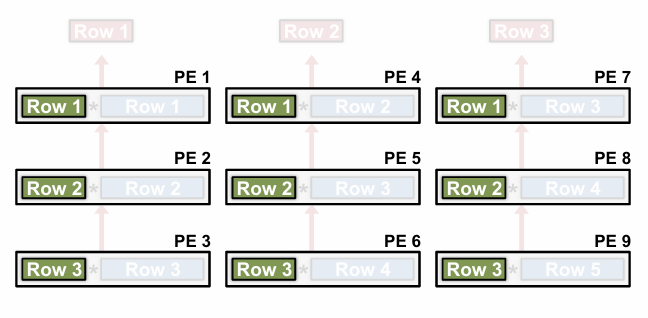 Row 1 Row 2 Row 3
PE 1 PE 4 PE 7
Row 1 * Row 1 Row 1 * Row 2 Row 1 * Row 3
PE 2 PE 5 PE 8
Row 2 * Row 2 Row 2 * Row 3 Row 2 * Row 4
PE 3 PE 6 PE 9
Row 3 * Row 3 Row 3 * Row 4 Row 3 * Row 5